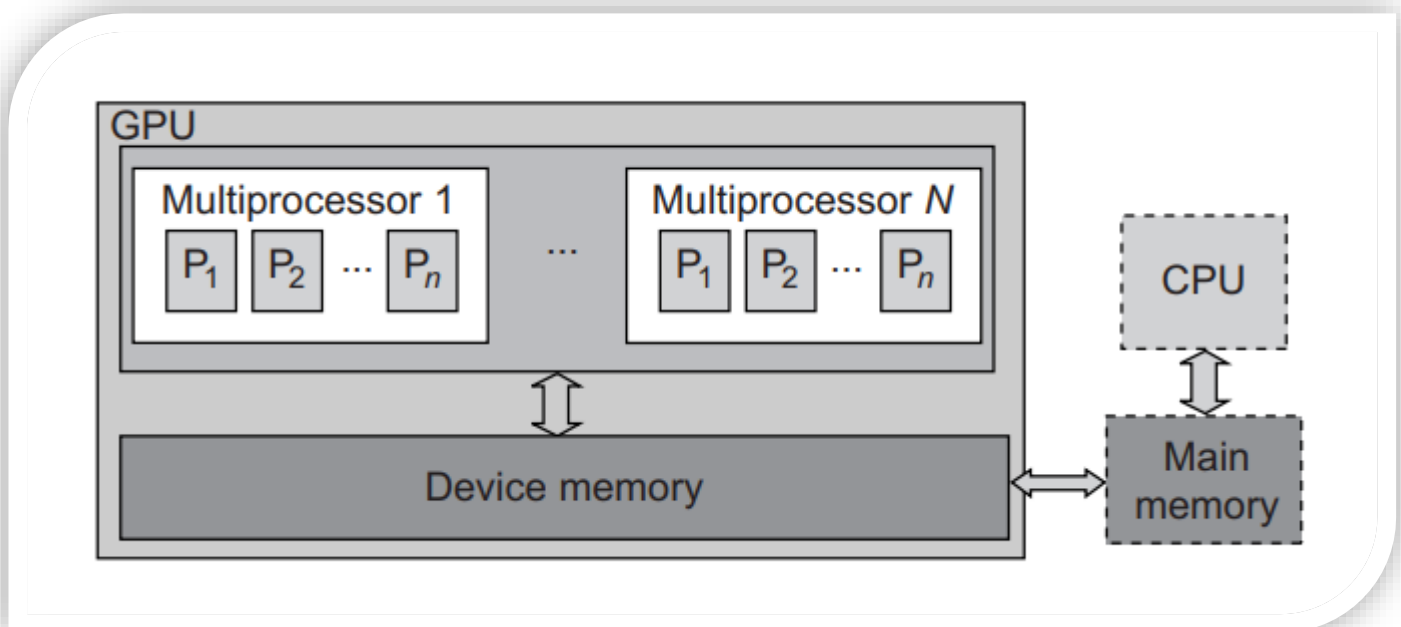 GPU
Multiprocessor 1
P1 P2 ... Pn
...
Multiprocessor N
P1 P2 ... Pn
Device memory
CPU
Main
memory